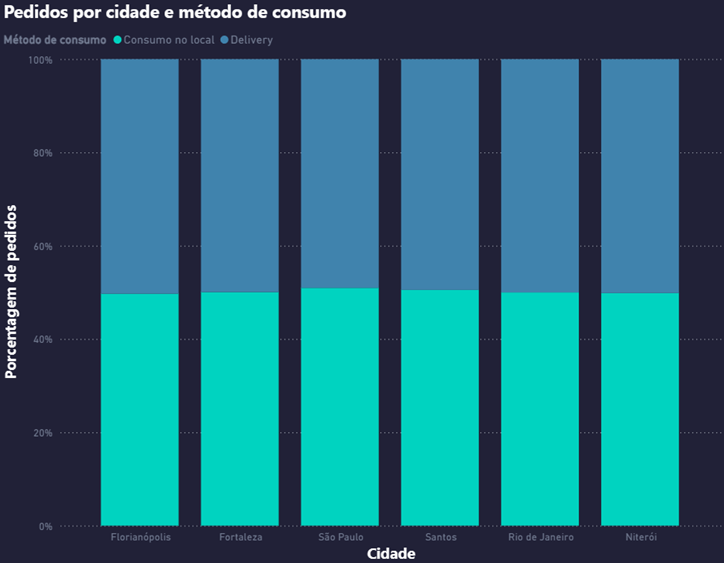 Pedidos por cidade e método de consumo
Método de consumo Consumo no local Delivery
100%
80%
60%
40%
20%
0%
Porcentagem de pedidos
Florianópolis Fortaleza São Paulo Santos Rio de Janeiro Niterói
Cidade